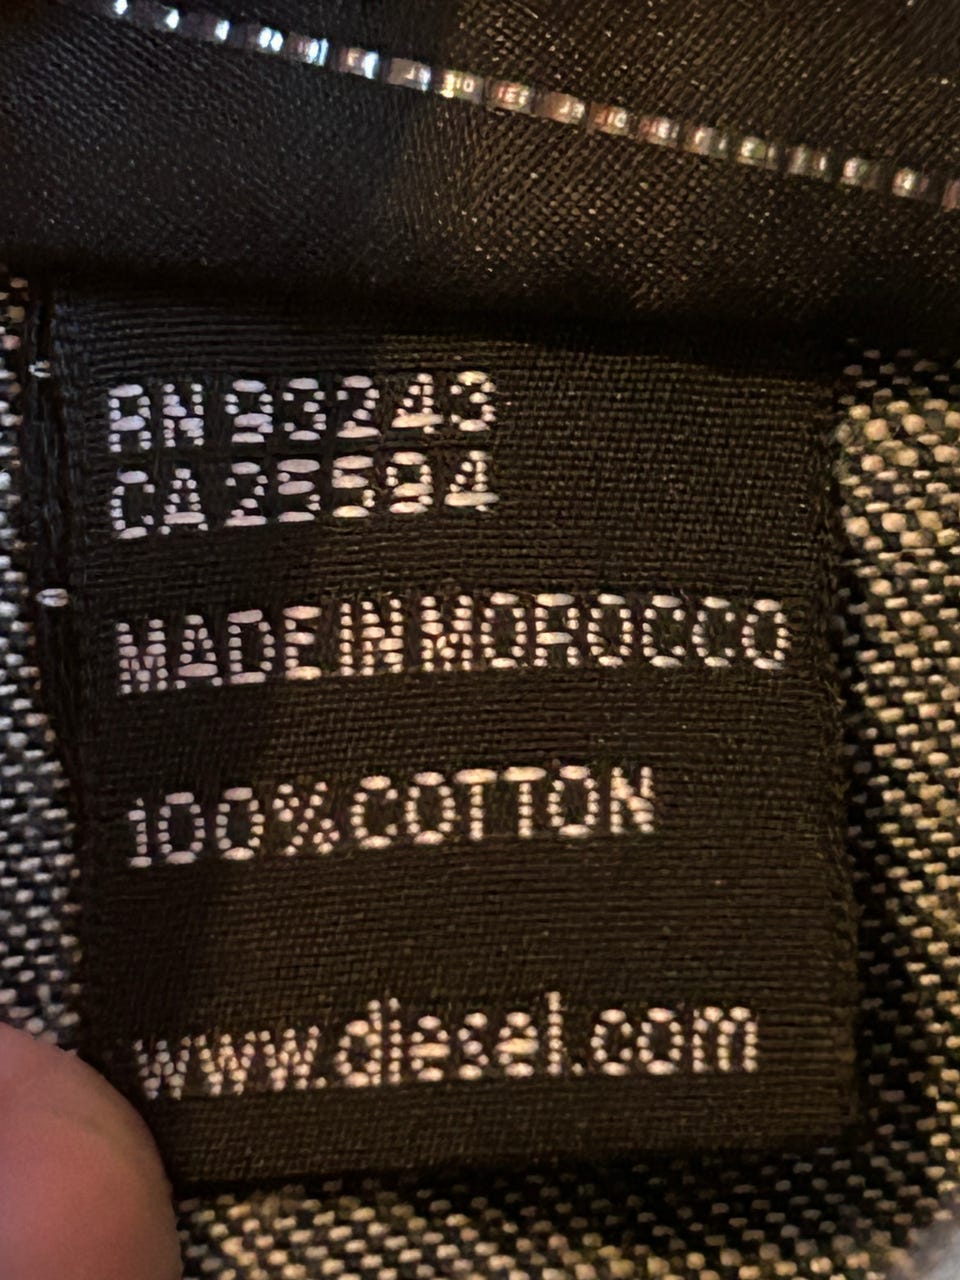 RN 93243
CA 25594
MADE IN MOROCCO
100% COTTON
www.diesel.com